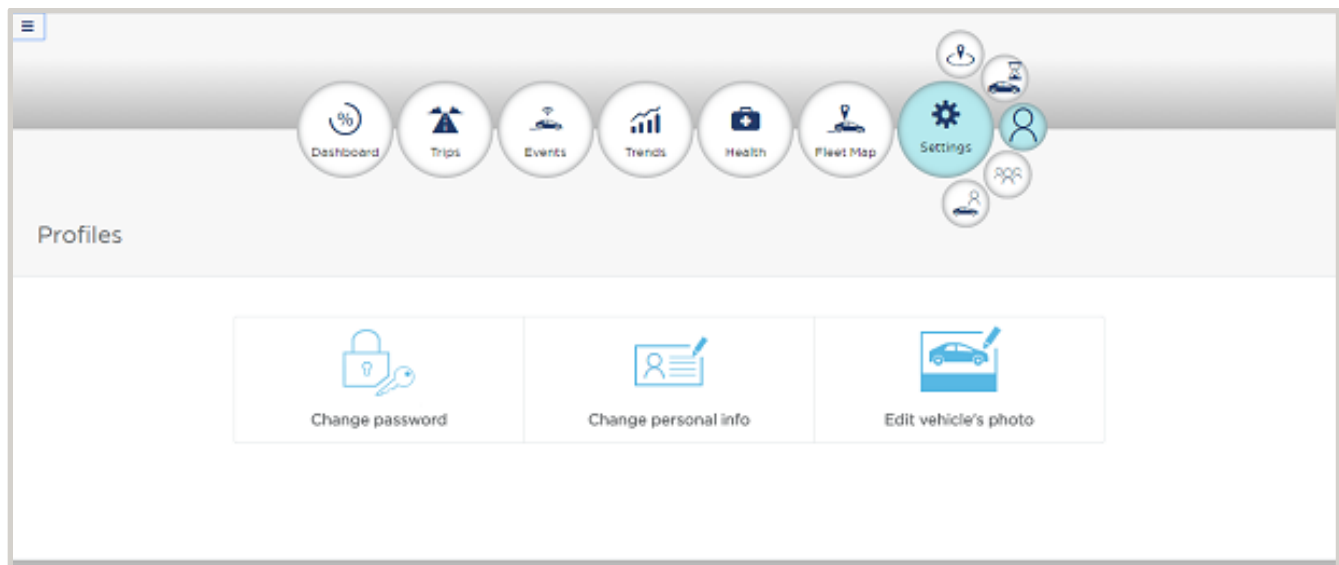 %
Dashboard
Trips
Events
Trends
Health
Fleet Map
Settings
Profiles
Change password
Change personal info
Edit vehicle's photo